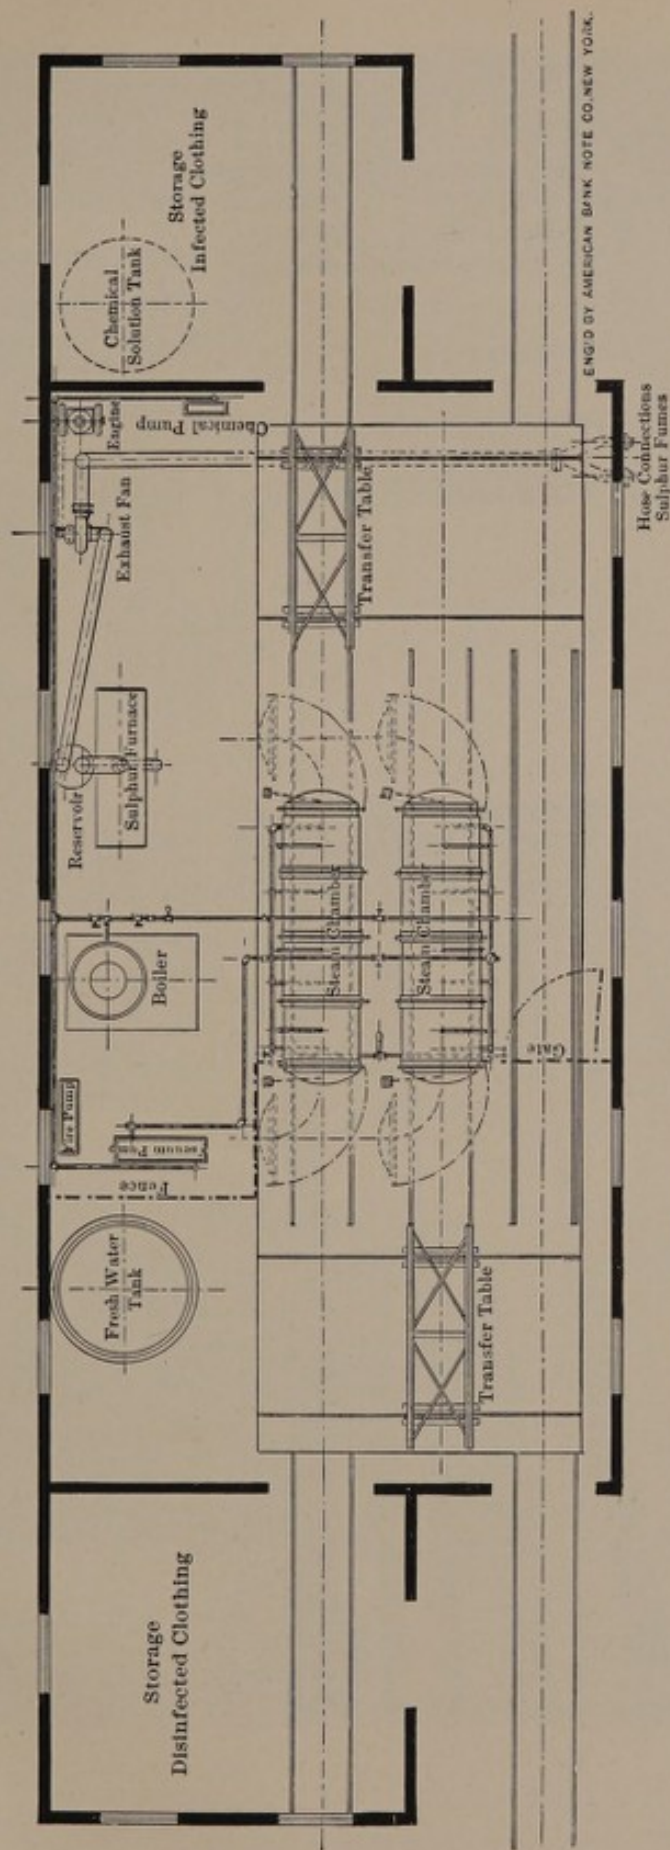 ENG'D BY AMERICAN BANK NOTE CO. NEW YORK.
Storage
Infected Clothing
Chemical
Solution Tank
Engine
Chemical Pump
Exhaust Fan
Transfer Table
Hose Connections
Sulphur Fumes
Reservoir
Sulphur Furnace
Boiler
Steam Chamber
Steam Chamber
Gate
Fire Pump
Vacuum Pump
Fence
Fresh Water
Tank
Transfer Table
Storage
Disinfected Clothing